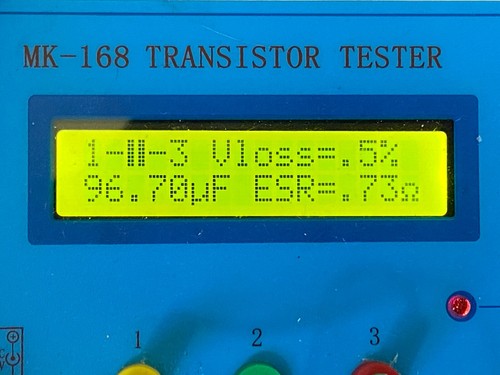 MK-168 TRANSISTOR TESTER
1-||-3 Vloss=.5%
96.70µF ESR=.73Ω
1 2 3